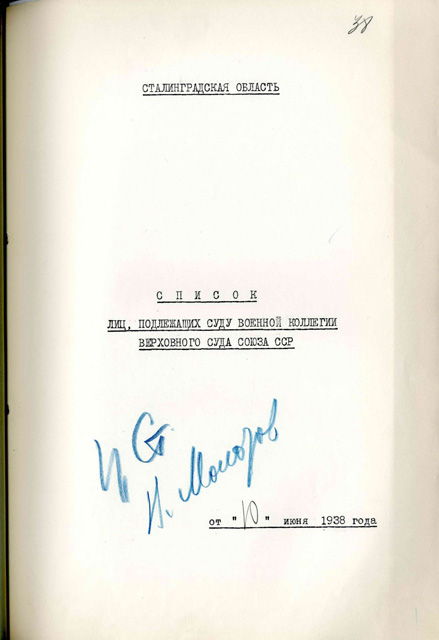 38
СТАЛИНГРАДСКАЯ ОБЛАСТЬ
С П И С О К
ЛИЦ, ПОДЛЕЖАЩИХ СУДУ ВОЕННОЙ КОЛЛЕГИИ
ВЕРХОВНОГО СУДА СОЮЗА ССР
Ст
Молотов
от "10" июня 1938 года